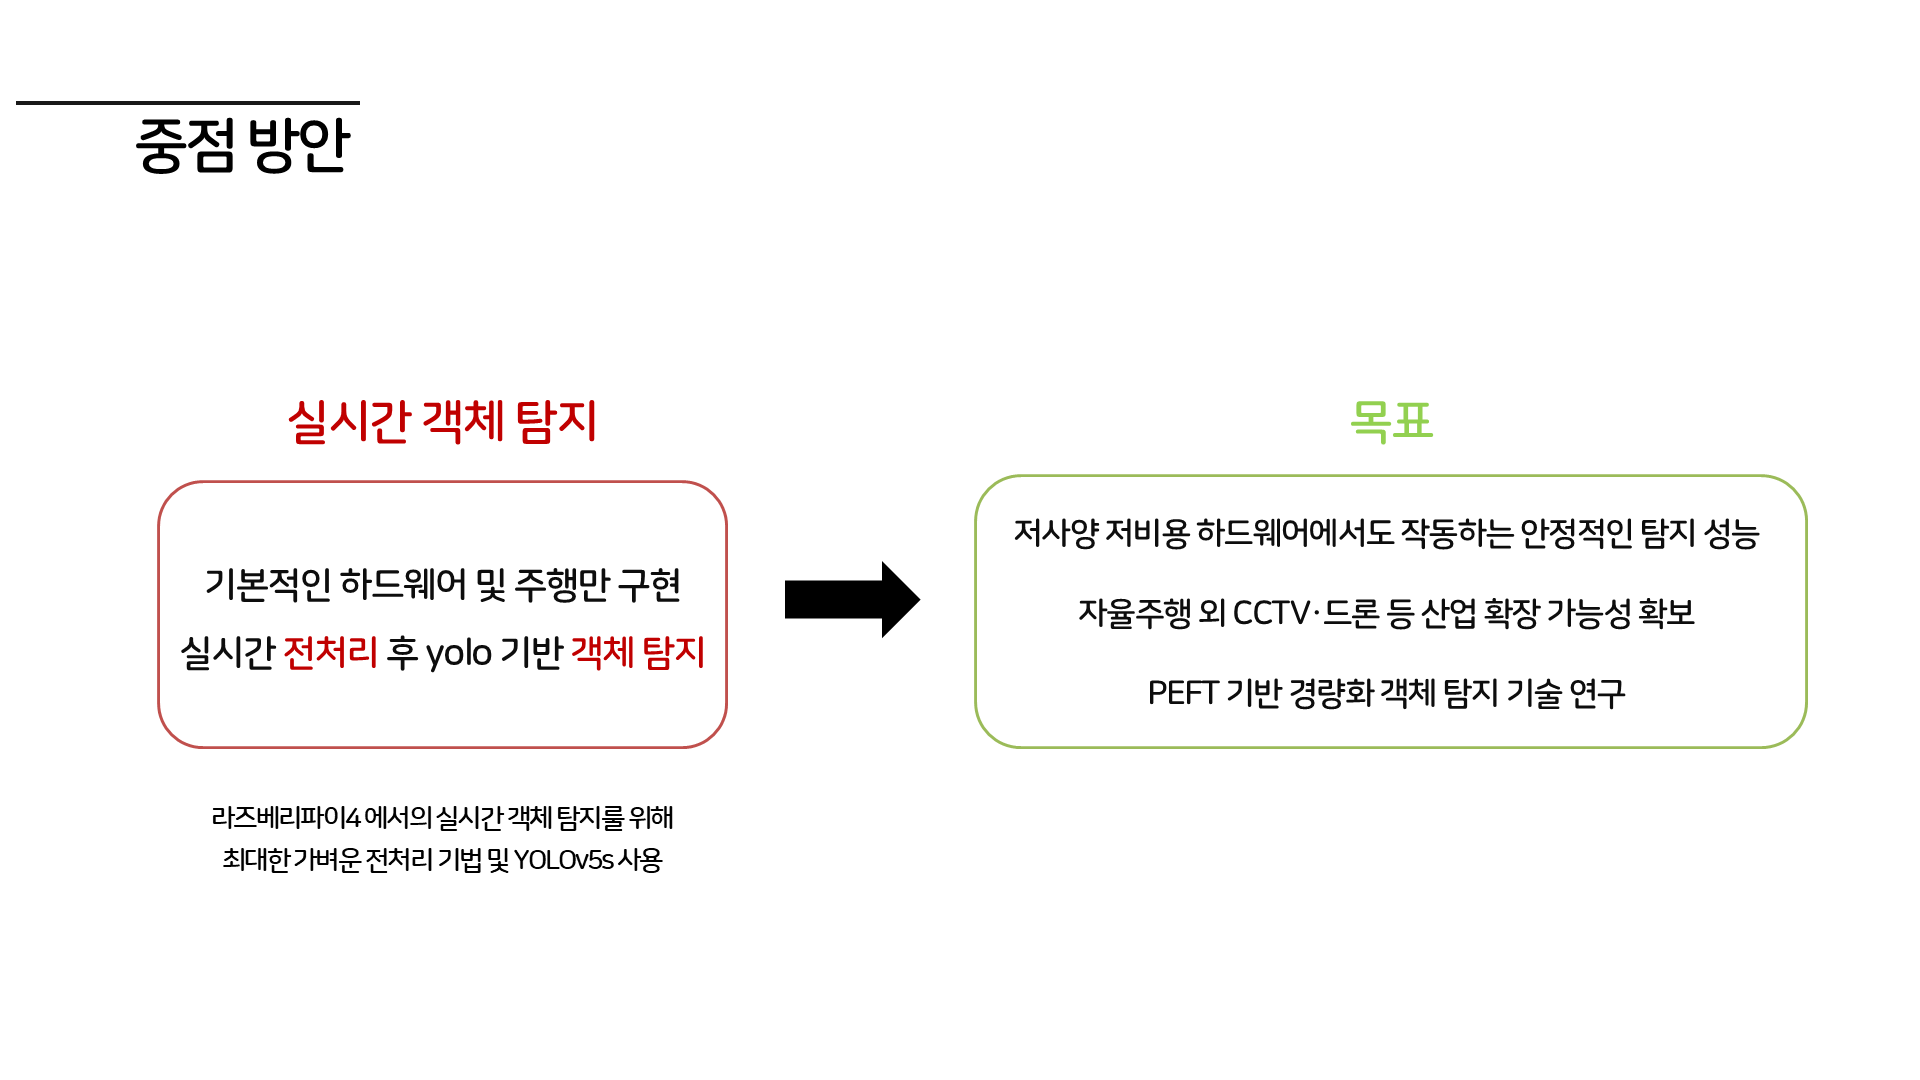 중점 방안
실시간 객체 탐지
기본적인 하드웨어 및 주행만 구현
실시간 전처리 후 yolo 기반 객체 탐지
라즈베리파이4 에서의 실시간 객체 탐지룰 위해
최대한 가벼운 전처리 기법 및 YOLOv5s 사용
목표
저사양 저비용 하드웨어에서도 작동하는 안정적인 탐지 성능
자율주행 외 CCTV·드론 등 산업 확장 가능성 확보
PEFT 기반 경량화 객체 탐지 기술 연구